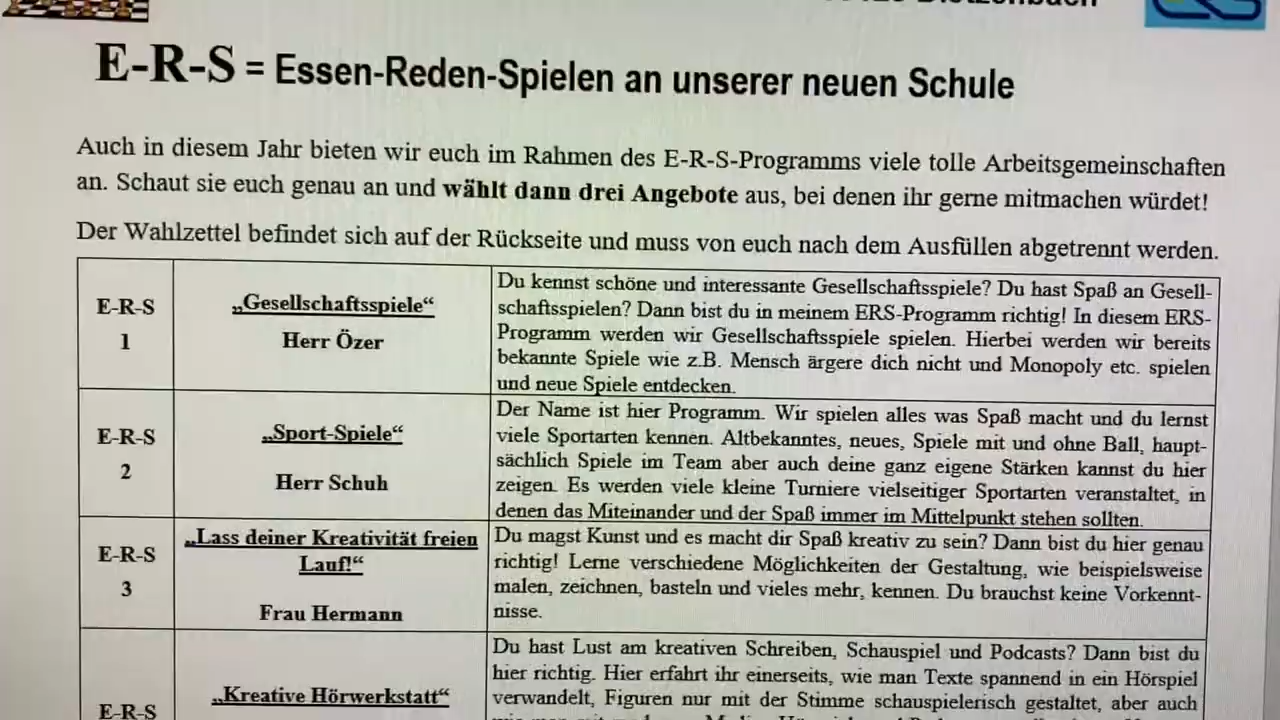 E-R-S = Essen-Reden-Spielen an unserer neuen Schule
Auch in diesem Jahr bieten wir euch im Rahmen des E-R-S-Programms viele tolle Arbeitsgemeinschaften
an. Schaut sie euch genau an und wählt dann drei Angebote aus, bei denen ihr gerne mitmachen würdet!
Der Wahlzettel befindet sich auf der Rückseite und muss von euch nach dem Ausfüllen abgetrennt werden.
E-R-S
1
„Gesellschaftsspiele“
Herr Özer
Du kennst schöne und interessante Gesellschaftsspiele? Du hast Spaß an Gesell-
schaftsspielen? Dann bist du in meinem ERS-Programm richtig! In diesem ERS-
Programm werden wir Gesellschaftsspiele spielen. Hierbei werden wir bereits
bekannte Spiele wie z.B. Mensch ärgere dich nicht und Monopoly etc. spielen
und neue Spiele entdecken.
E-R-S
2
„Sport-Spiele“
Herr Schuh
Der Name ist hier Programm. Wir spielen alles was Spaß macht und du lernst
viele Sportarten kennen. Altbekanntes, neues, Spiele mit und ohne Ball, haupt-
sächlich Spiele im Team aber auch deine ganz eigene Stärken kannst du hier
zeigen. Es werden viele kleine Turniere vielseitiger Sportarten veranstaltet, in
denen das Miteinander und der Spaß immer im Mittelpunkt stehen sollten.
E-R-S
3
„Lass deiner Kreativität freien
Lauf!“
Frau Hermann
Du magst Kunst und es macht dir Spaß kreativ zu sein? Dann bist du hier genau
richtig! Lerne verschiedene Möglichkeiten der Gestaltung, wie beispielsweise
malen, zeichnen, basteln und vieles mehr, kennen. Du brauchst keine Vorkennt-
nisse.
E-R-S
„Kreative Hörwerkstatt“
Du hast Lust am kreativen Schreiben, Schauspiel und Podcasts? Dann bist du
hier richtig. Hier erfahrt ihr einerseits, wie man Texte spannend in ein Hörspiel
verwandelt, Figuren nur mit der Stimme schauspielerisch gestaltet, aber auch